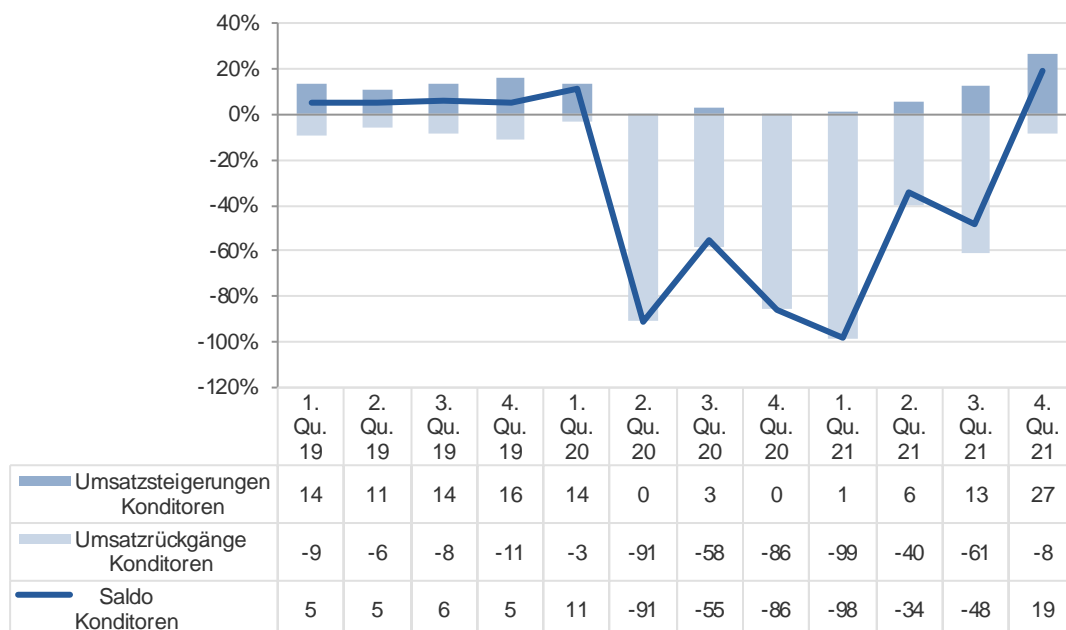 40%
20%
0%
-20%
-40%
-60%
-80%
-100%
-120%
1. 2. 3. 4. 1. 2. 3. 4. 1. 2. 3. 4.
Qu. Qu. Qu. Qu. Qu. Qu. Qu. Qu. Qu. Qu. Qu. Qu.
19 19 19 19 20 20 20 20 21 21 21 21
Umsatzsteigerungen
Konditoren
14 11 14 16 14 0 3 0 1 6 13 27
Umsatzrückgänge
Konditoren
-9 -6 -8 -11 -3 -91 -58 -86 -99 -40 -61 -8
Saldo
Konditoren
5 5 6 5 11 -91 -55 -86 -98 -34 -48 19